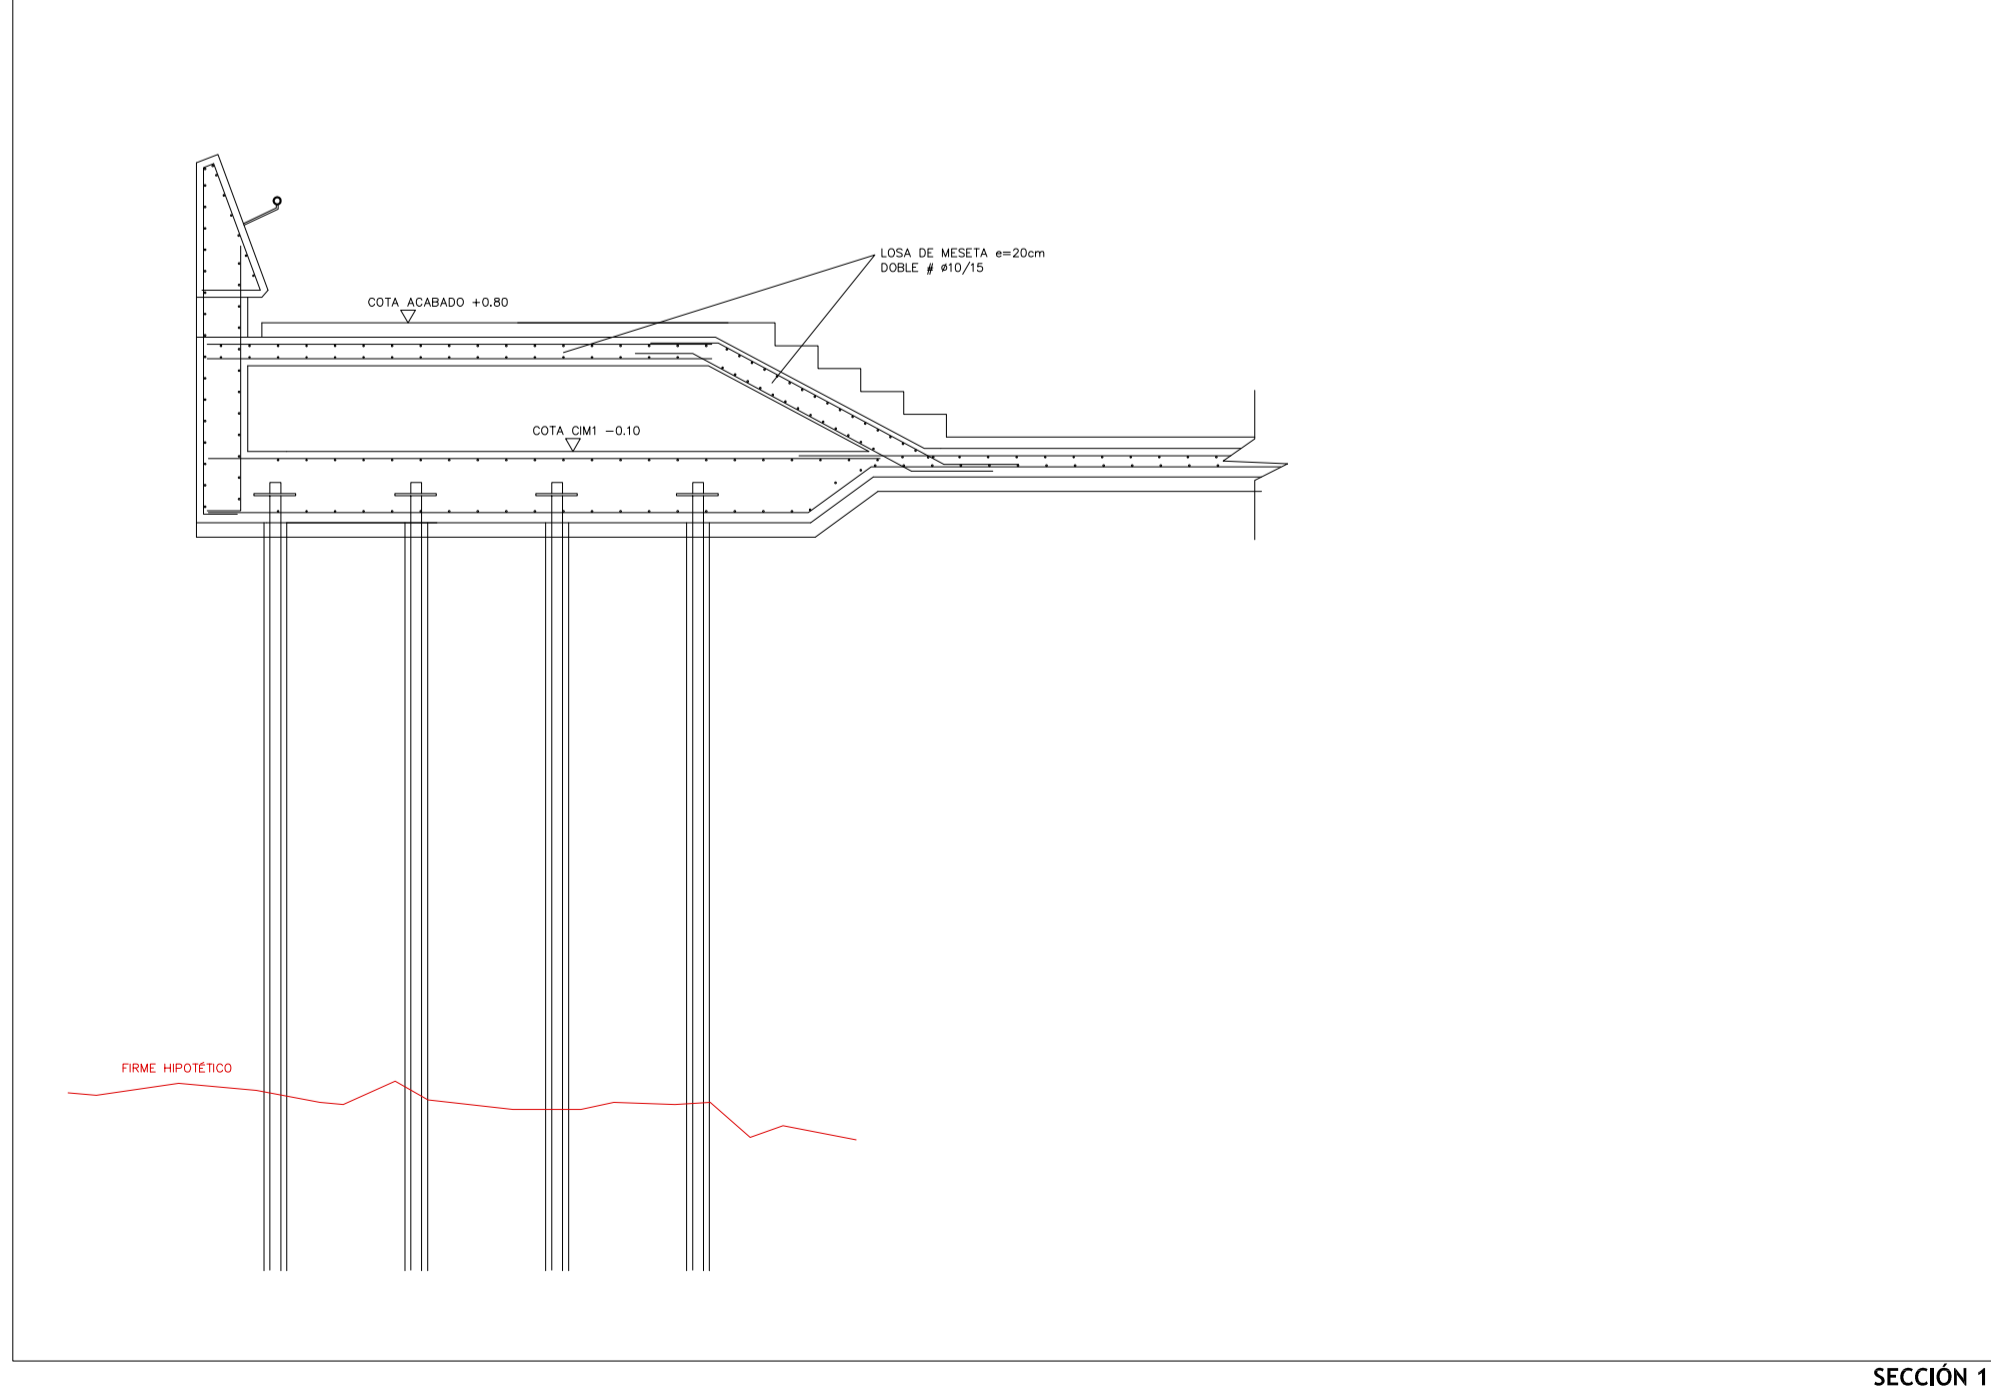 LOSA DE MESETA e=20cm
DOBLE # ø10/15
COTA ACABADO +0.80
COTA CIM1 -0.10
FIRME HIPOTÉTICO
SECCIÓN 1